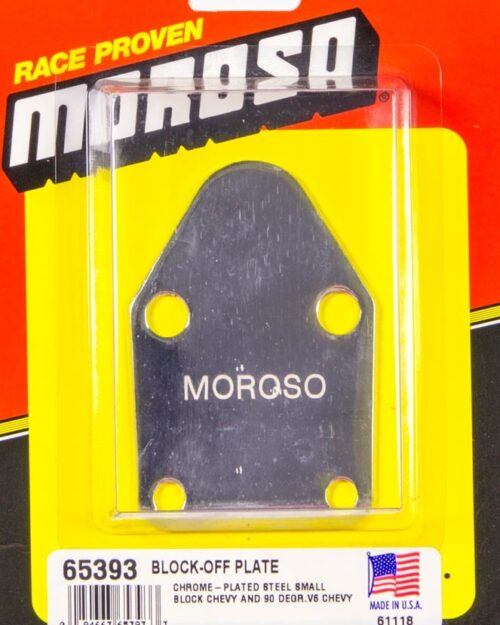 RACE PROVEN
MOROSO
®
MOROSO
65393 BLOCK-OFF PLATE
CHROME-PLATED STEEL SMALL
BLOCK CHEVY AND 90 DEGR.V6 CHEVY
MADE IN U.S.A.
61118